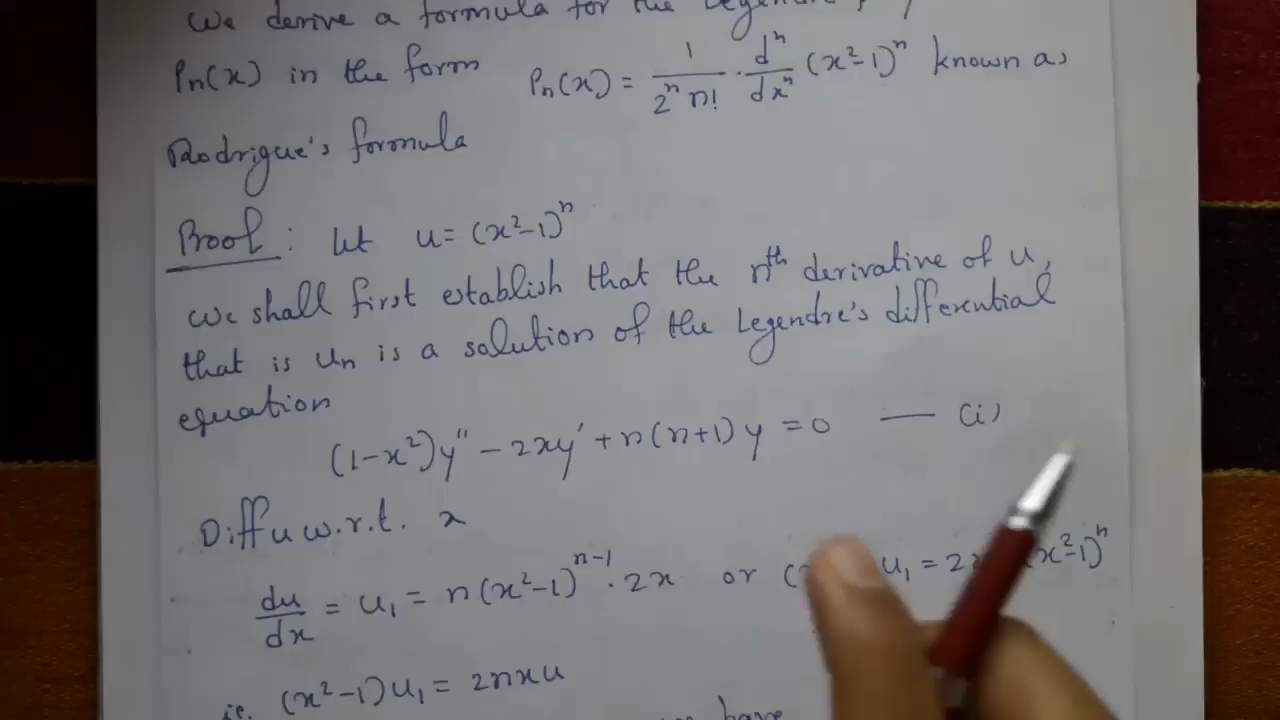 We derive a formula for the Legendre
Pn(x) in the form Pn(x) = 1/(2^n n!) · d^n/dx^n (x²-1)^n known as
Rodrigue's formula
Proof: let u = (x²-1)^n
we shall first establish that the nth derivative of u,
that is un is a solution of the Legendre's differential
equation
(1-x²)y'' - 2xy' + n(n+1)y = 0 — (i)
Diff u w.r.t. x
du/dx = u₁ = n(x²-1)^(n-1) · 2x or ( u₁ = 2 x²-1)^n
ie. (x²-1)u₁ = 2nxu
have